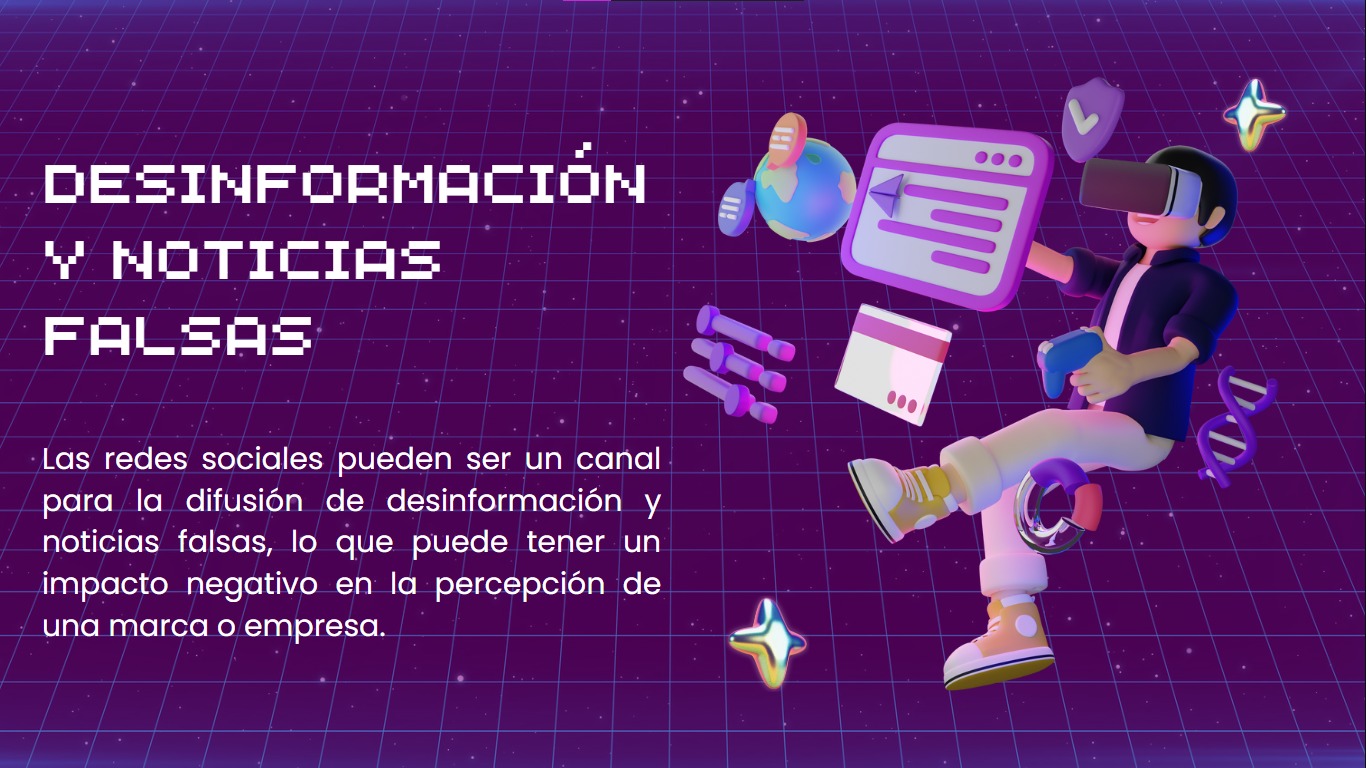 DESINFORMACIÓN
Y NOTICIAS
FALSAS
Las redes sociales pueden ser un canal
para la difusión de desinformación y
noticias falsas, lo que puede tener un
impacto negativo en la percepción de
una marca o empresa.